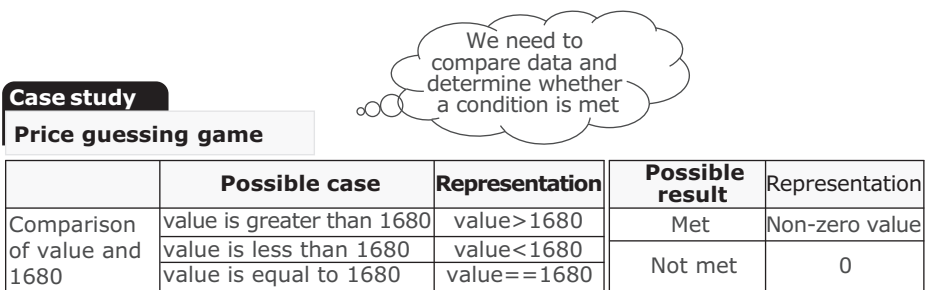 We need to
compare data and
determine whether
a condition is met
Case study
Price guessing game
Possible case Representation Possible result Representation
Comparison of value and 1680
value is greater than 1680 value>1680 Met Non-zero value
value is less than 1680 value<1680 Not met 0
value is equal to 1680 value==1680